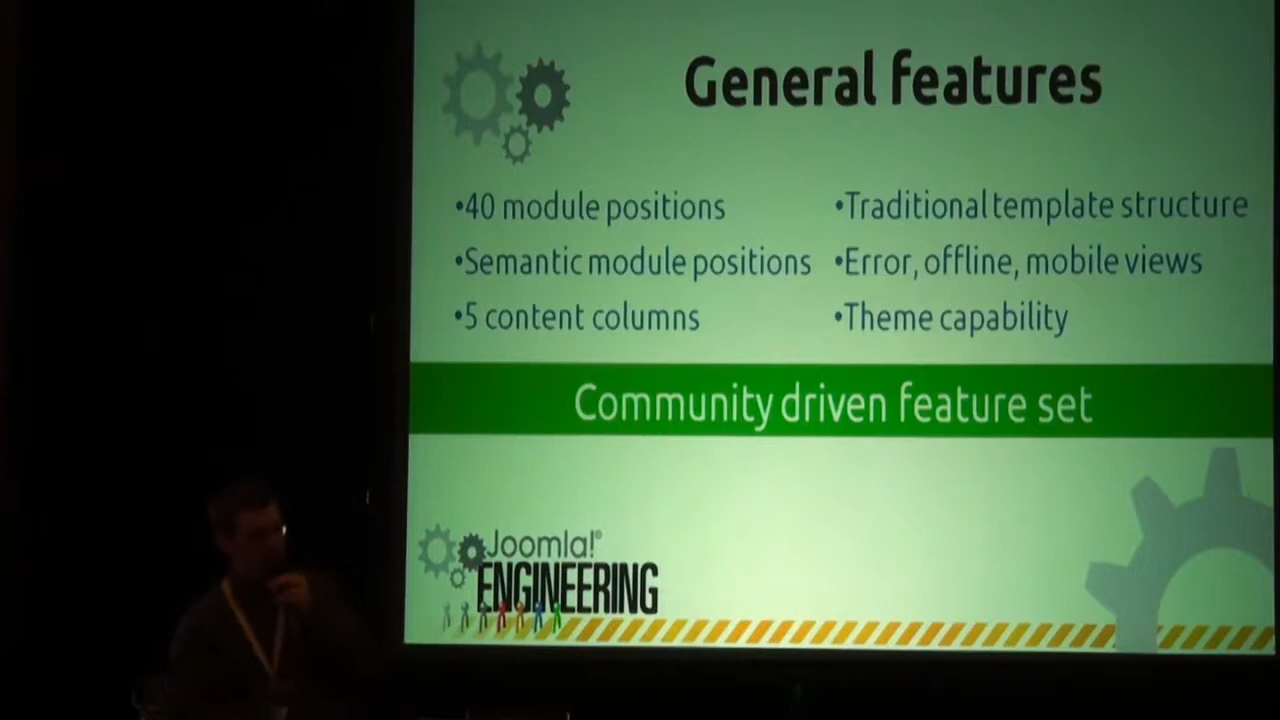 General features
•40 module positions
•Semantic module positions
•5 content columns
•Traditional template structure
•Error, offline, mobile views
•Theme capability
Community driven feature set
Joomla!®
ENGINEERING